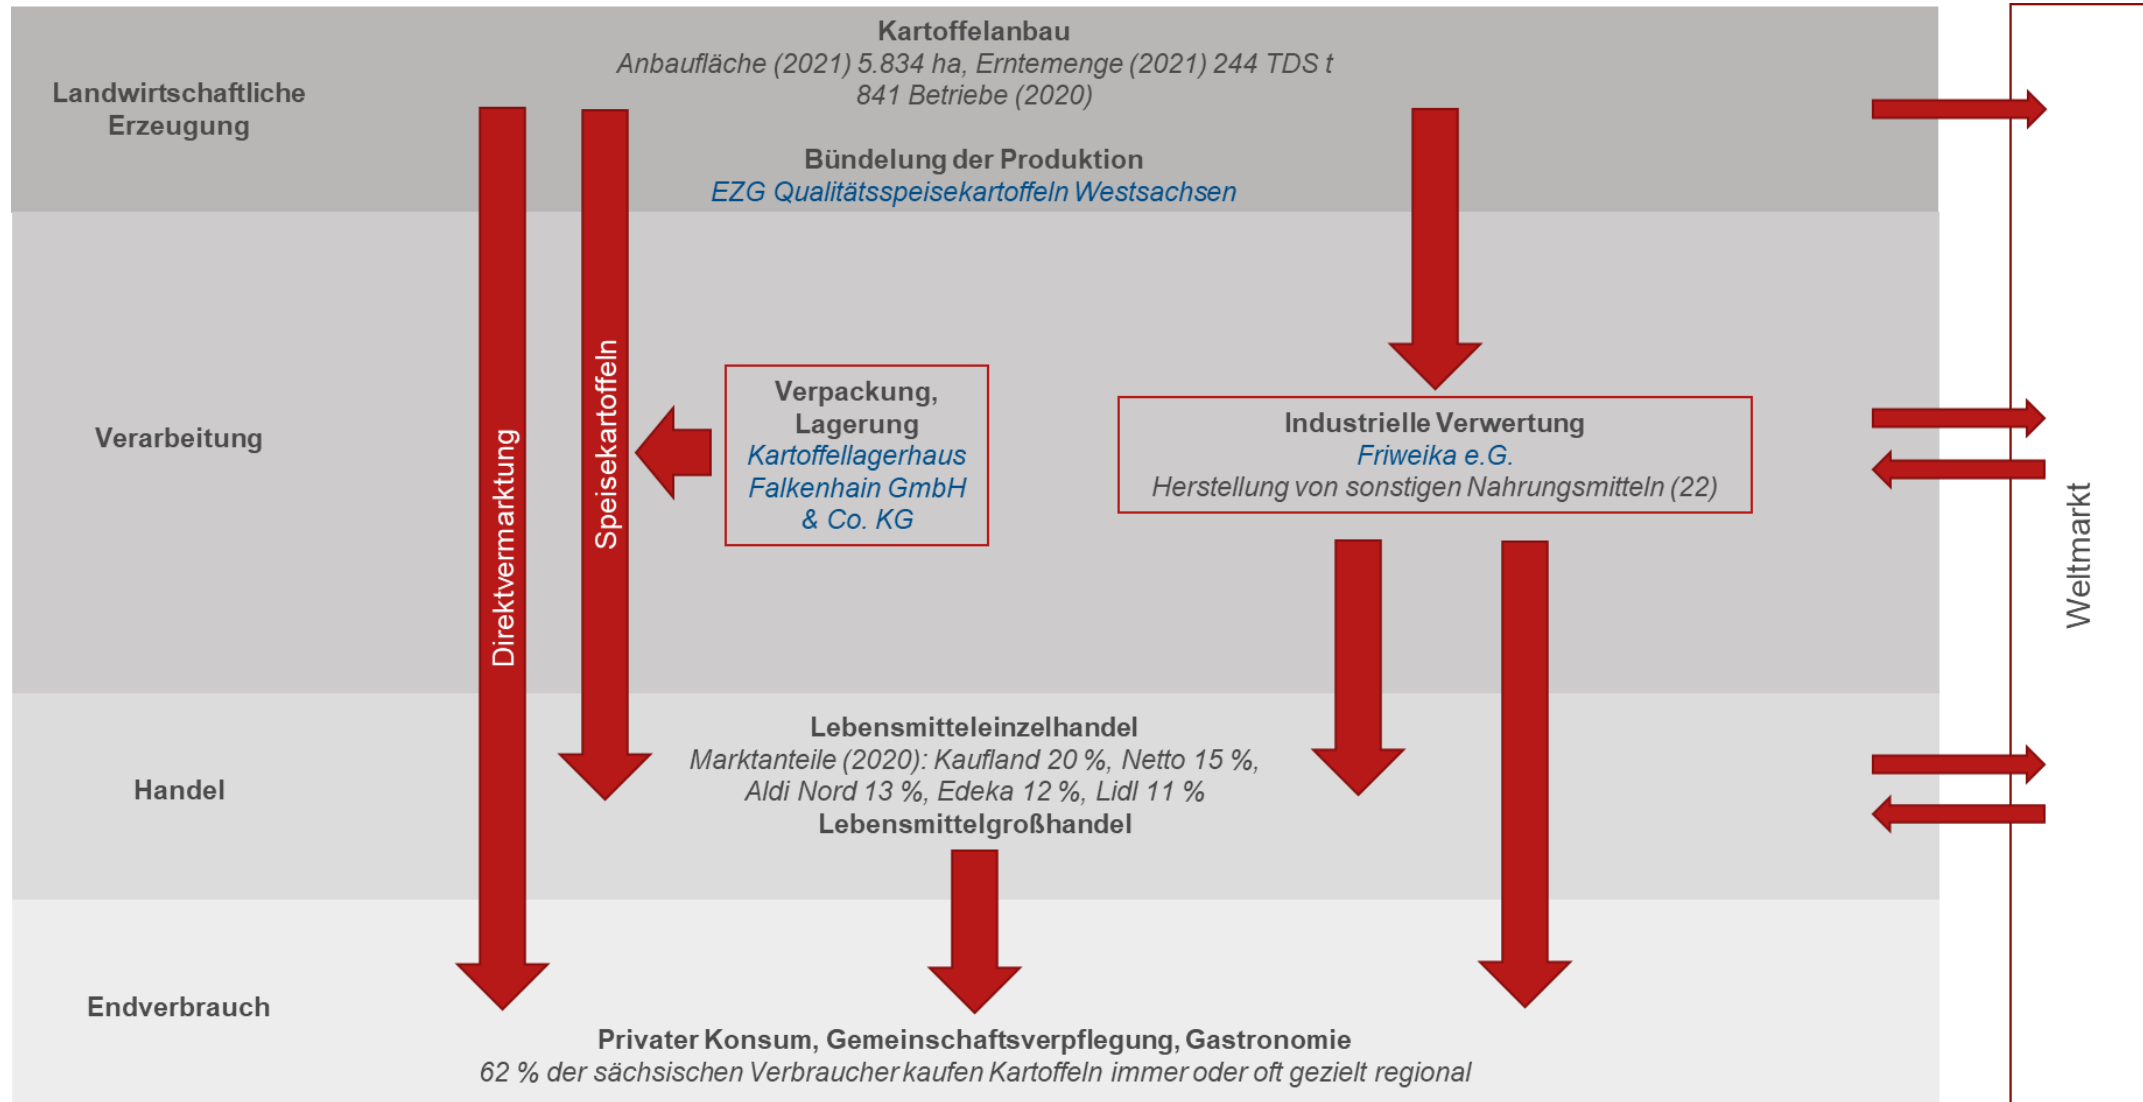 Kartoffelanbau
Anbaufläche (2021) 5.834 ha, Erntemenge (2021) 244 TDS t
841 Betriebe (2020)
Landwirtschaftliche
Erzeugung
Bündelung der Produktion
EZG Qualitätsspeisekartoffeln Westsachsen
Verarbeitung
Direktvermarktung
Speisekartoffeln
Verpackung,
Lagerung
Kartoffellagerhaus
Falkenhain GmbH
& Co. KG
Industrielle Verwertung
Friweika e.G.
Herstellung von sonstigen Nahrungsmitteln (22)
Weltmarkt
Handel
Lebensmitteleinzelhandel
Marktanteile (2020): Kaufland 20 %, Netto 15 %,
Aldi Nord 13 %, Edeka 12 %, Lidl 11 %
Lebensmittelgroßhandel
Endverbrauch
Privater Konsum, Gemeinschaftsverpflegung, Gastronomie
62 % der sächsischen Verbraucher kaufen Kartoffeln immer oder oft gezielt regional